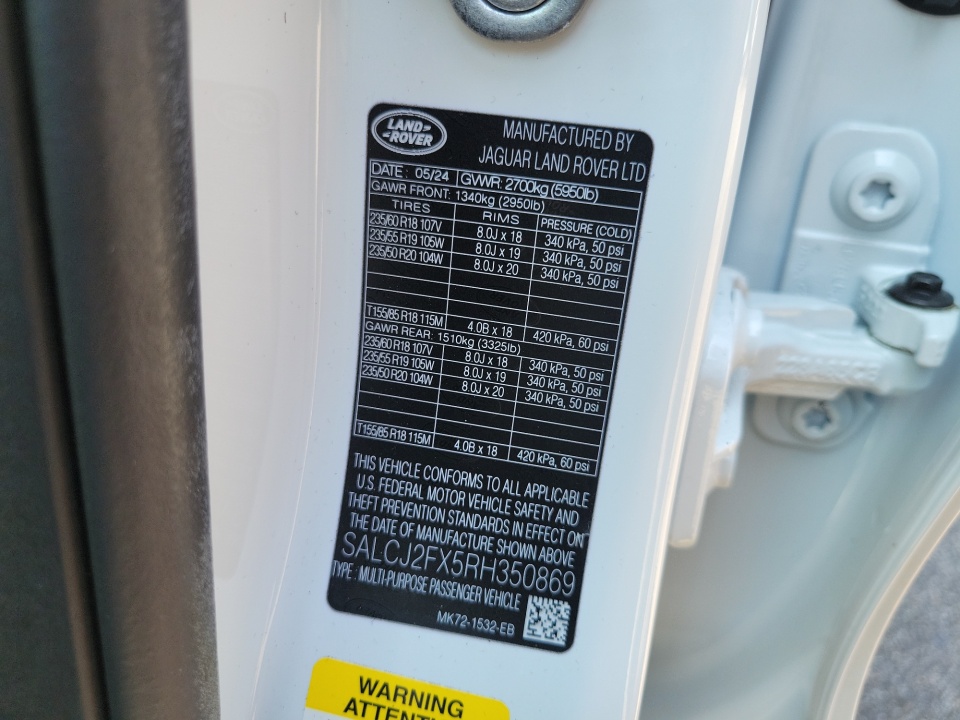 LAND-
-ROVER
MANUFACTURED BY
JAGUAR LAND ROVER LTD
DATE: 05/24 GVWR: 2700kg (5950lb)
GAWR FRONT: 1340kg (2950lb)
TIRES RIMS PRESSURE (COLD)
235/60 R18 107V 8.0J x 18 340 kPa, 50 psi
235/55 R19 105W 8.0J x 19 340 kPa, 50 psi
235/50 R20 104W 8.0J x 20 340 kPa, 50 psi
T155/85 R18 115M 4.0B x 18 420 kPa, 60 psi
GAWR REAR: 1510kg (3325lb)
235/60 R18 107V 8.0J x 18 340 kPa, 50 psi
235/55 R19 105W 8.0J x 19 340 kPa, 50 psi
235/50 R20 104W 8.0J x 20 340 kPa, 50 psi
T155/85 R18 115M 4.0B x 18 420 kPa, 60 psi
THIS VEHICLE CONFORMS TO ALL APPLICABLE
U.S. FEDERAL MOTOR VEHICLE SAFETY AND
THEFT PREVENTION STANDARDS IN EFFECT ON
THE DATE OF MANUFACTURE SHOWN ABOVE
SALCJ2FX5RH350869
TYPE: MULTI-PURPOSE PASSENGER VEHICLE
MK72-1532-EB
WARNING